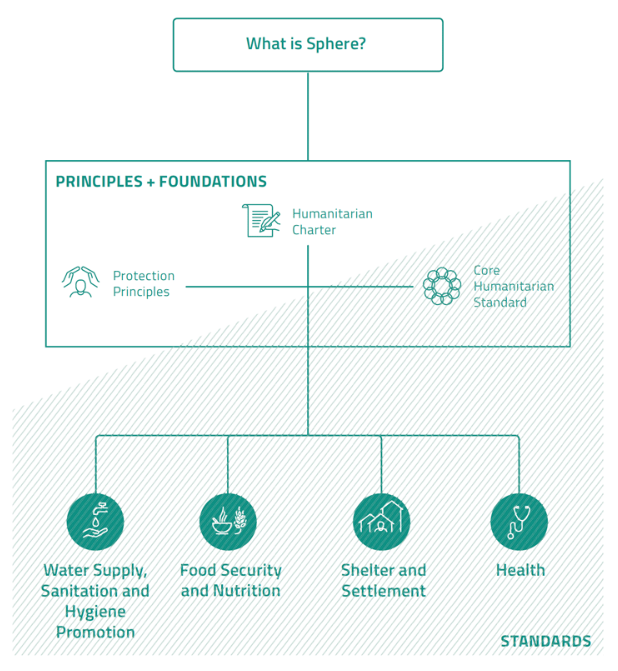 What is Sphere?
PRINCIPLES + FOUNDATIONS
Humanitarian
Charter
Protection
Principles
Core
Humanitarian
Standard
Water Supply,
Sanitation and
Hygiene
Promotion
Food Security
and Nutrition
Shelter and
Settlement
Health
STANDARDS